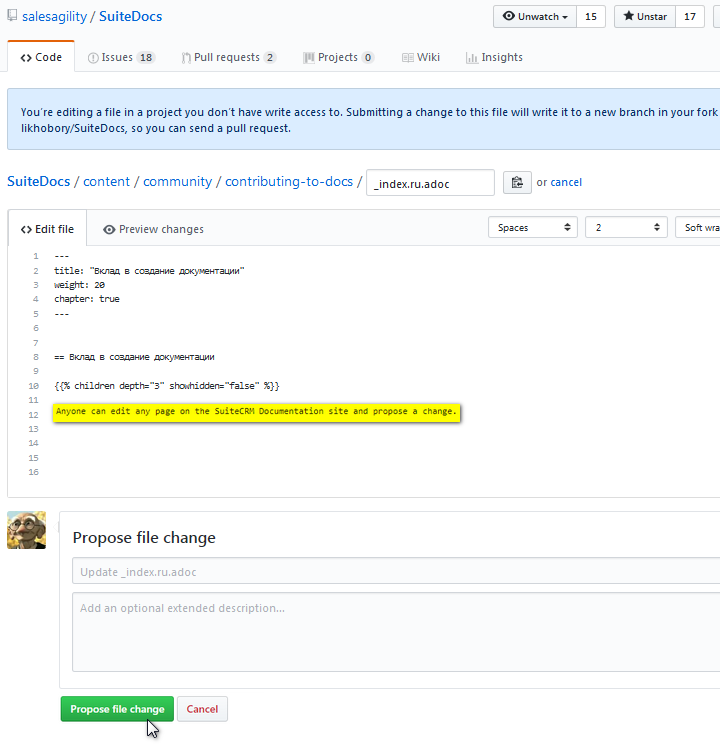 salesagility / SuiteDocs
Unwatch 15 Unstar 17
Code Issues 18 Pull requests 2 Projects 0 Wiki Insights
You're editing a file in a project you don't have write access to. Submitting a change to this file will write it to a new branch in your fork
likhobory/SuiteDocs, so you can send a pull request.
SuiteDocs / content / community / contributing-to-docs / _index.ru.adoc or cancel
Edit file Preview changes Spaces 2 Soft wra
1 ---
2 title: "Вклад в создание документации"
3 weight: 20
4 chapter: true
5 ---
6
7
8 == Вклад в создание документации
9
10 {{% children depth="3" showhidden="false" %}}
11
12 Anyone can edit any page on the SuiteCRM Documentation site and propose a change.
13
14
15
16
Propose file change
Update _index.ru.adoc
Add an optional extended description...
Propose file change Cancel